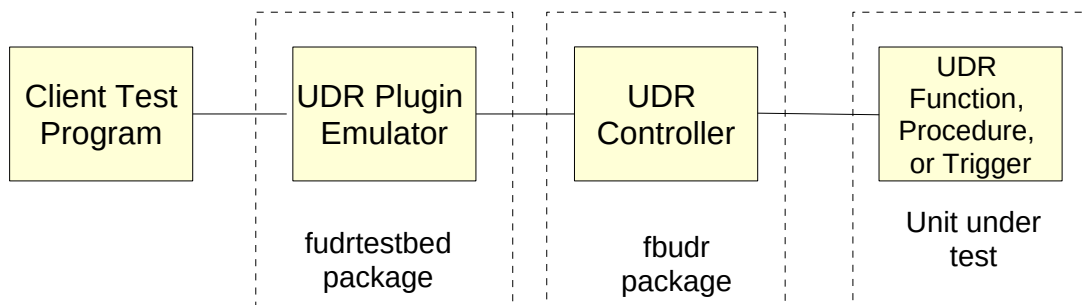 Client Test
Program
UDR Plugin
Emulator
UDR
Controller
UDR
Function,
Procedure,
or Trigger
fudrtestbed
package
fbudr
package
Unit under
test